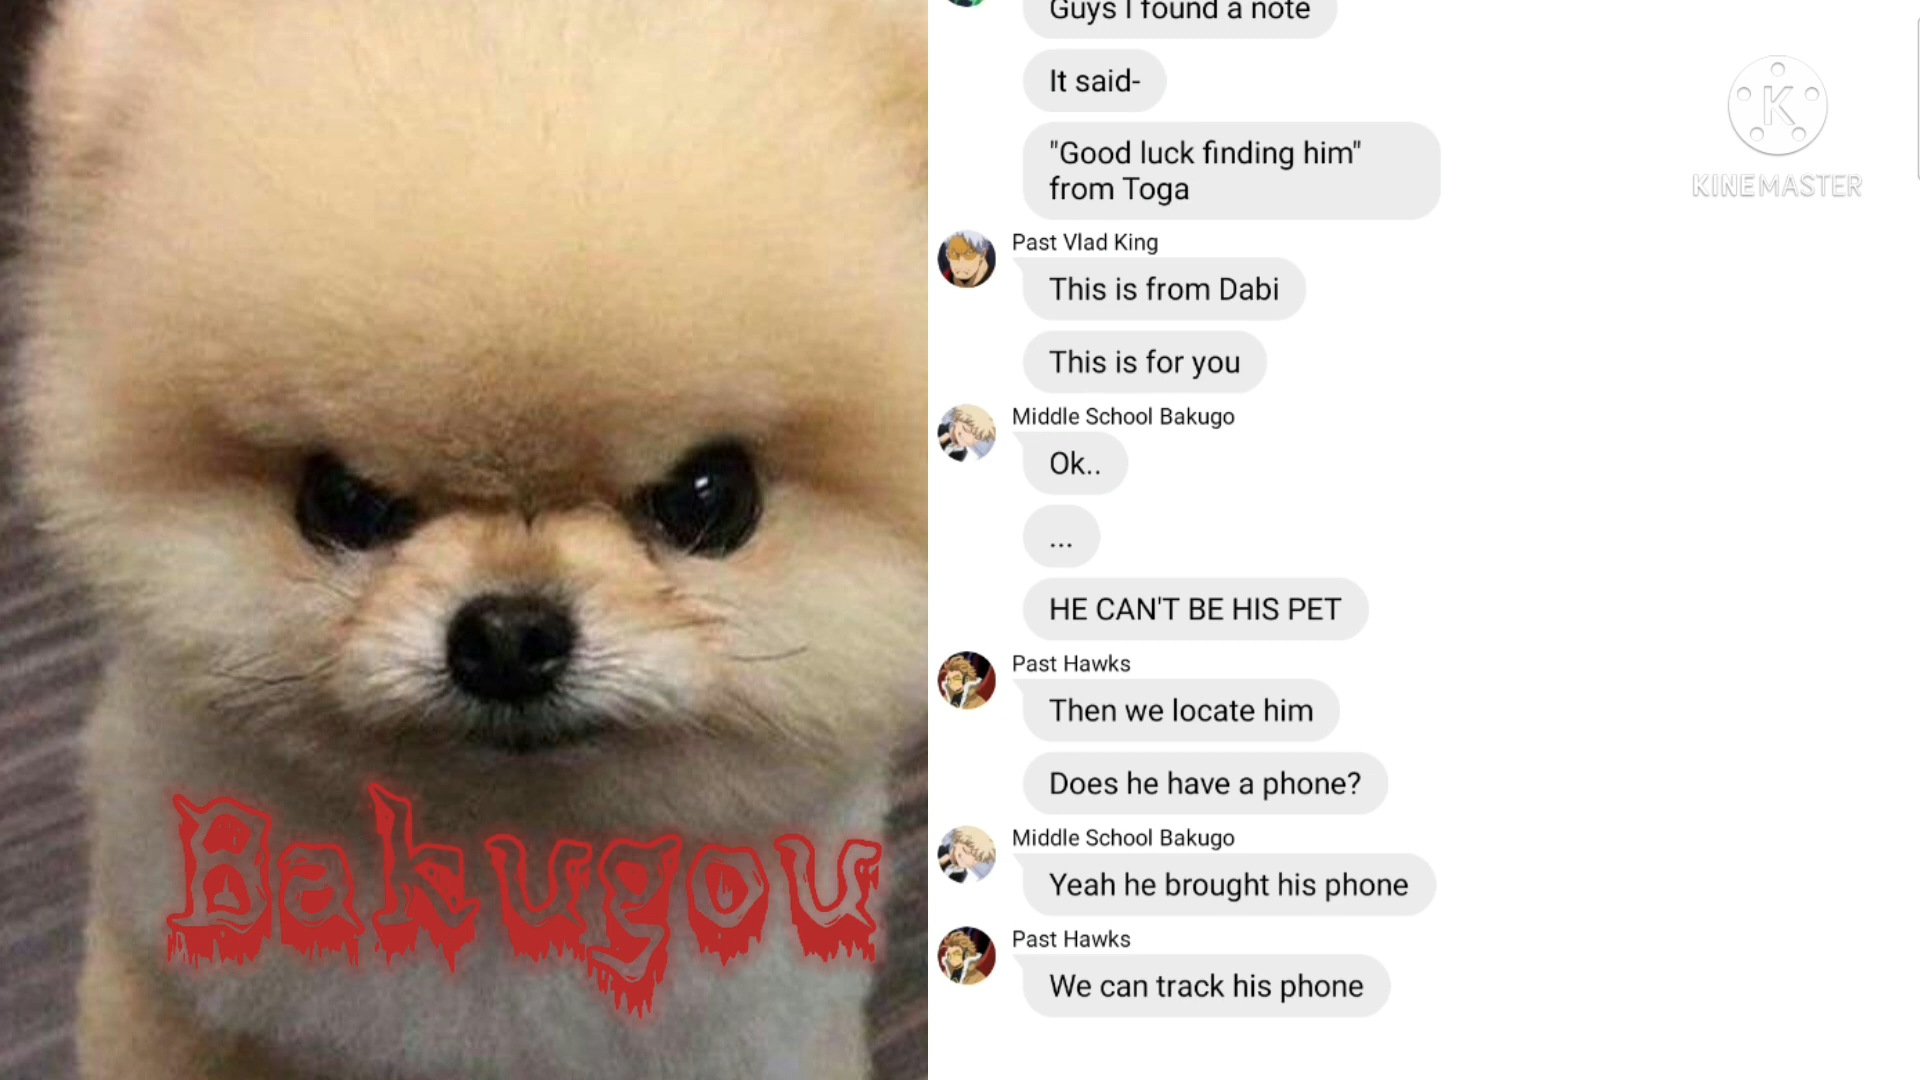 Bakugou
Guys I found a note
It said-
"Good luck finding him"
from Toga
Past Vlad King
This is from Dabi
This is for you
Middle School Bakugo
Ok..
...
HE CAN'T BE HIS PET
Past Hawks
Then we locate him
Does he have a phone?
Middle School Bakugo
Yeah he brought his phone
Past Hawks
We can track his phone
K
KINEMASTER